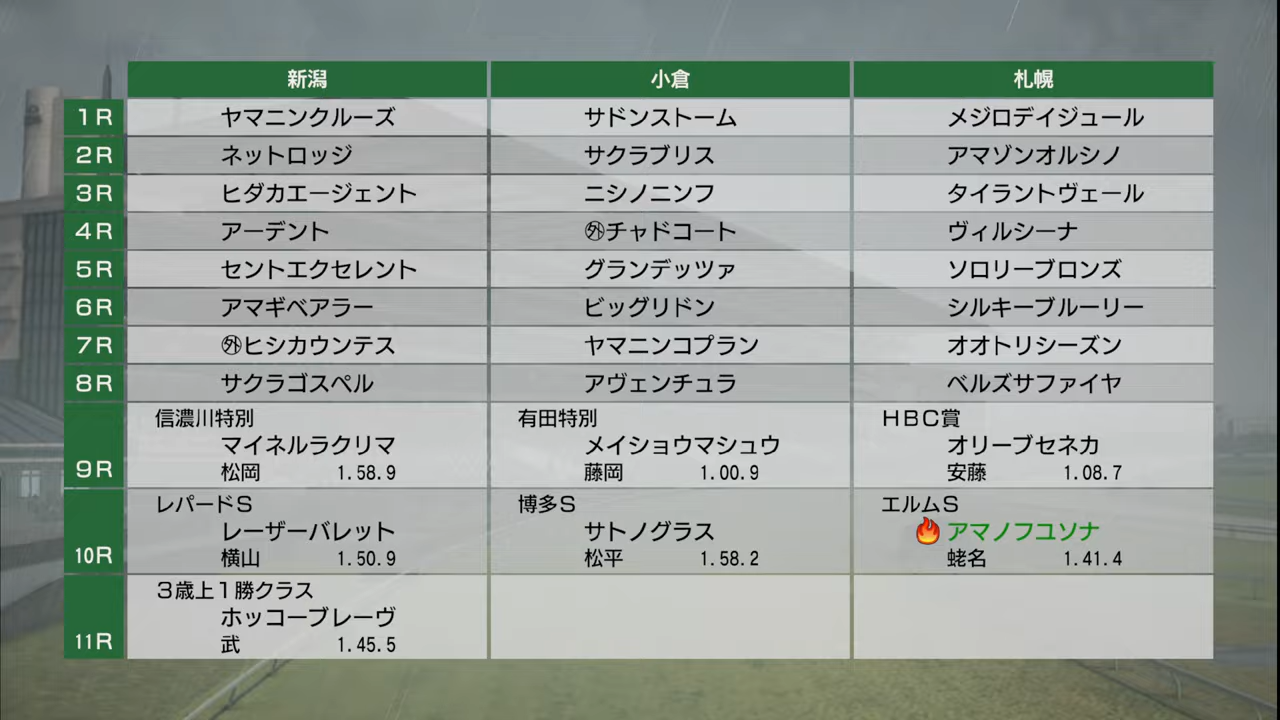 新潟 小倉 札幌
1R ヤマニンクルーズ サドンストーム メジロデイジュール
2R ネットロッジ サクラブリス アマゾンオルシノ
3R ヒダカエージェント ニシノニンフ タイラントヴェール
4R アーデント ㊕チャドコート ヴィルシーナ
5R セントエクセレント グランデッツァ ソロリーブロンズ
6R アマギベアラー ビッグリドン シルキーブルーリー
7R 外ヒシカウンテス ヤマニンコプラン オオトリシーズン
8R サクラゴスペル アヴェンチュラ ベルズサファイヤ
信濃川特別 有田特別 HBC賞
マイネルラクリマ メイショウマシュウ オリーブセネカ
9R 松岡 1.58.9 藤岡 1.00.9 安藤 1.08.7
レパードS 博多S エルムS
レーザーバレット サトノグラス アマノフユソナ
10R 横山 1.50.9 松平 1.58.2 蛯名 1.41.4
3歳上1勝クラス
ホッコーブレーヴ
11R 武 1.45.5